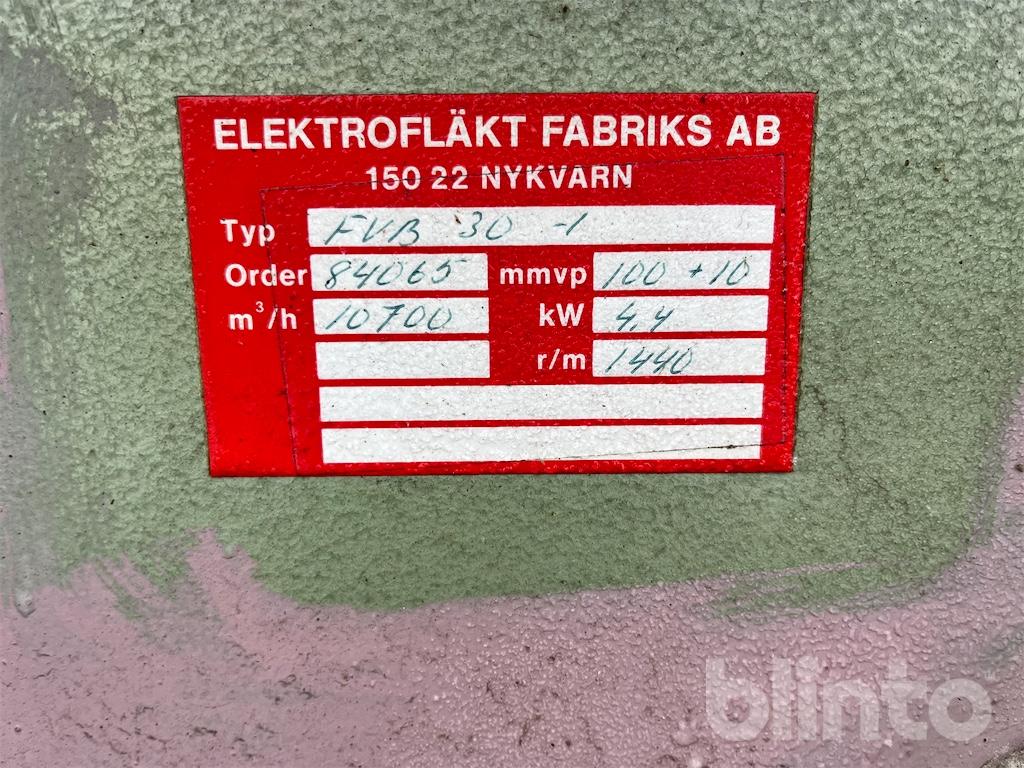 ELEKTROFLÄKT FABRIKS AB
150 22 NYKVARN
Typ FVB 30 -1
Order 84065 mmvp 100 + 10
m³/h 10700 kW 4,4
r/m 1440
blinto